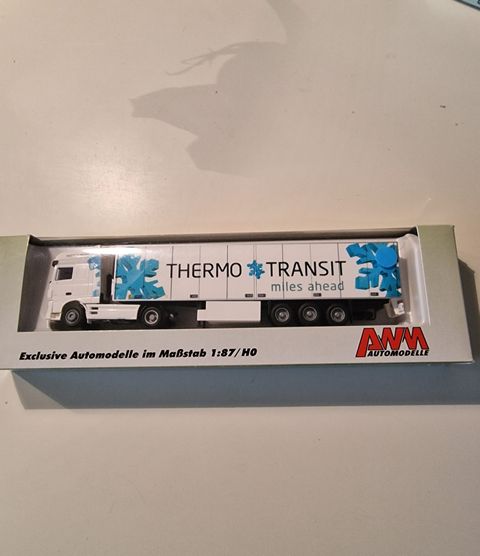 THERMO TRANSIT
miles ahead
Exclusive Automodelle im Maßstab 1:87/H0
AWM
AUTOMODELLE